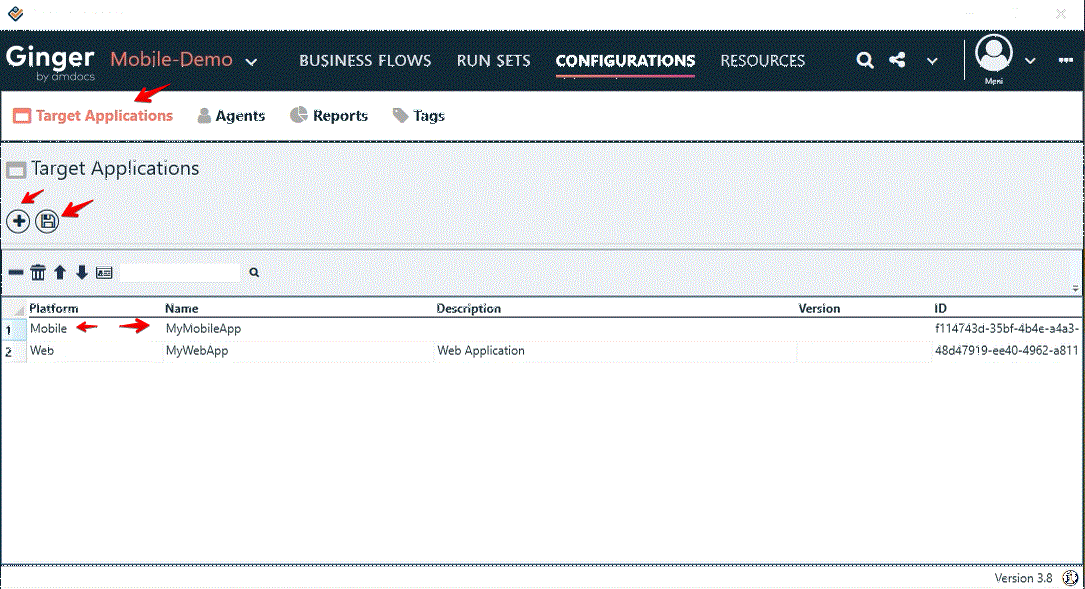 Ginger
by amdocs
Mobile-Demo
BUSINESS FLOWS RUN SETS CONFIGURATIONS RESOURCES
Meni
Target Applications Agents Reports Tags
Target Applications
Platform Name Description Version ID
1 Mobile MyMobileApp f114743d-35bf-4b4e-a4a3-
2 Web MyWebApp Web Application 48d47919-ee40-4962-a811
Version 3.8